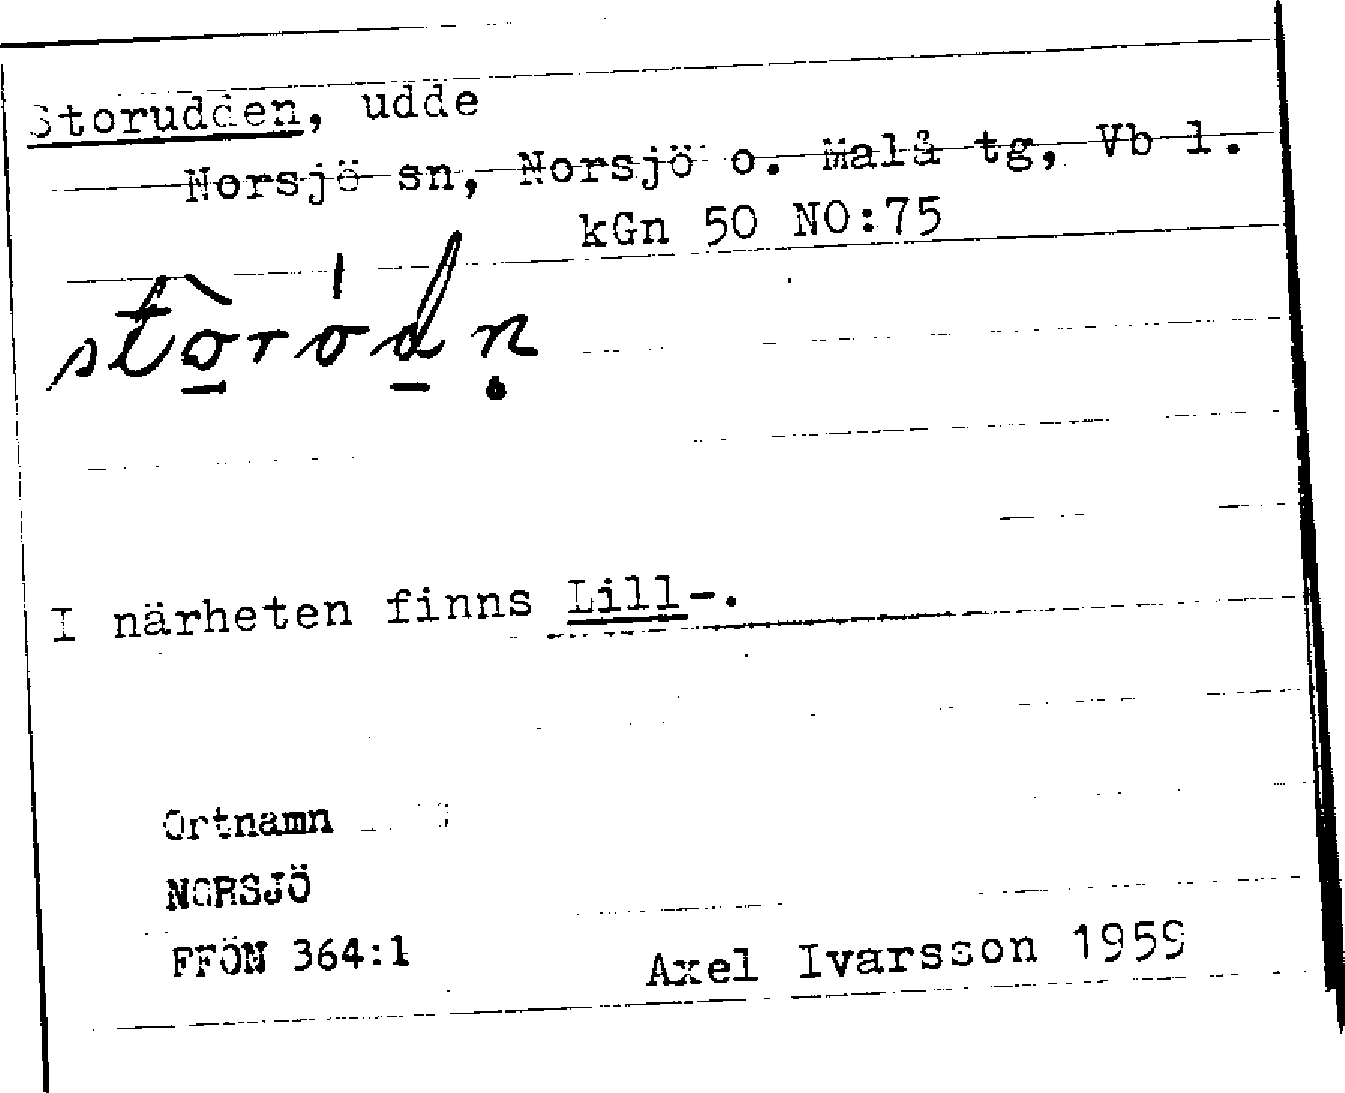 Storudden, udde
Norsjö sn, Norsjö o. Malå tg, Vb l.
kGn 50 NO:75
I närheten finns Lill-.
Ortnamn
NORSJÖ
FFÖN 364:1
Axel Ivarsson 1959